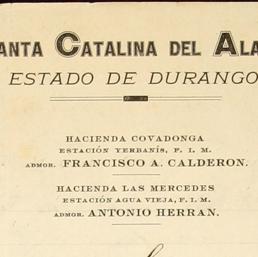 ANTA CATALINA DEL ALA
ESTADO DE DURANGO
HACIENDA COVADONGA
ESTACIÓN YERBANÍS, F. I. M.
ADMOR. FRANCISCO A. CALDERON.
HACIENDA LAS MERCEDES
ESTACIÓN AGUA VIEJA, F. I. M.
ADMOR. ANTONIO HERRAN.